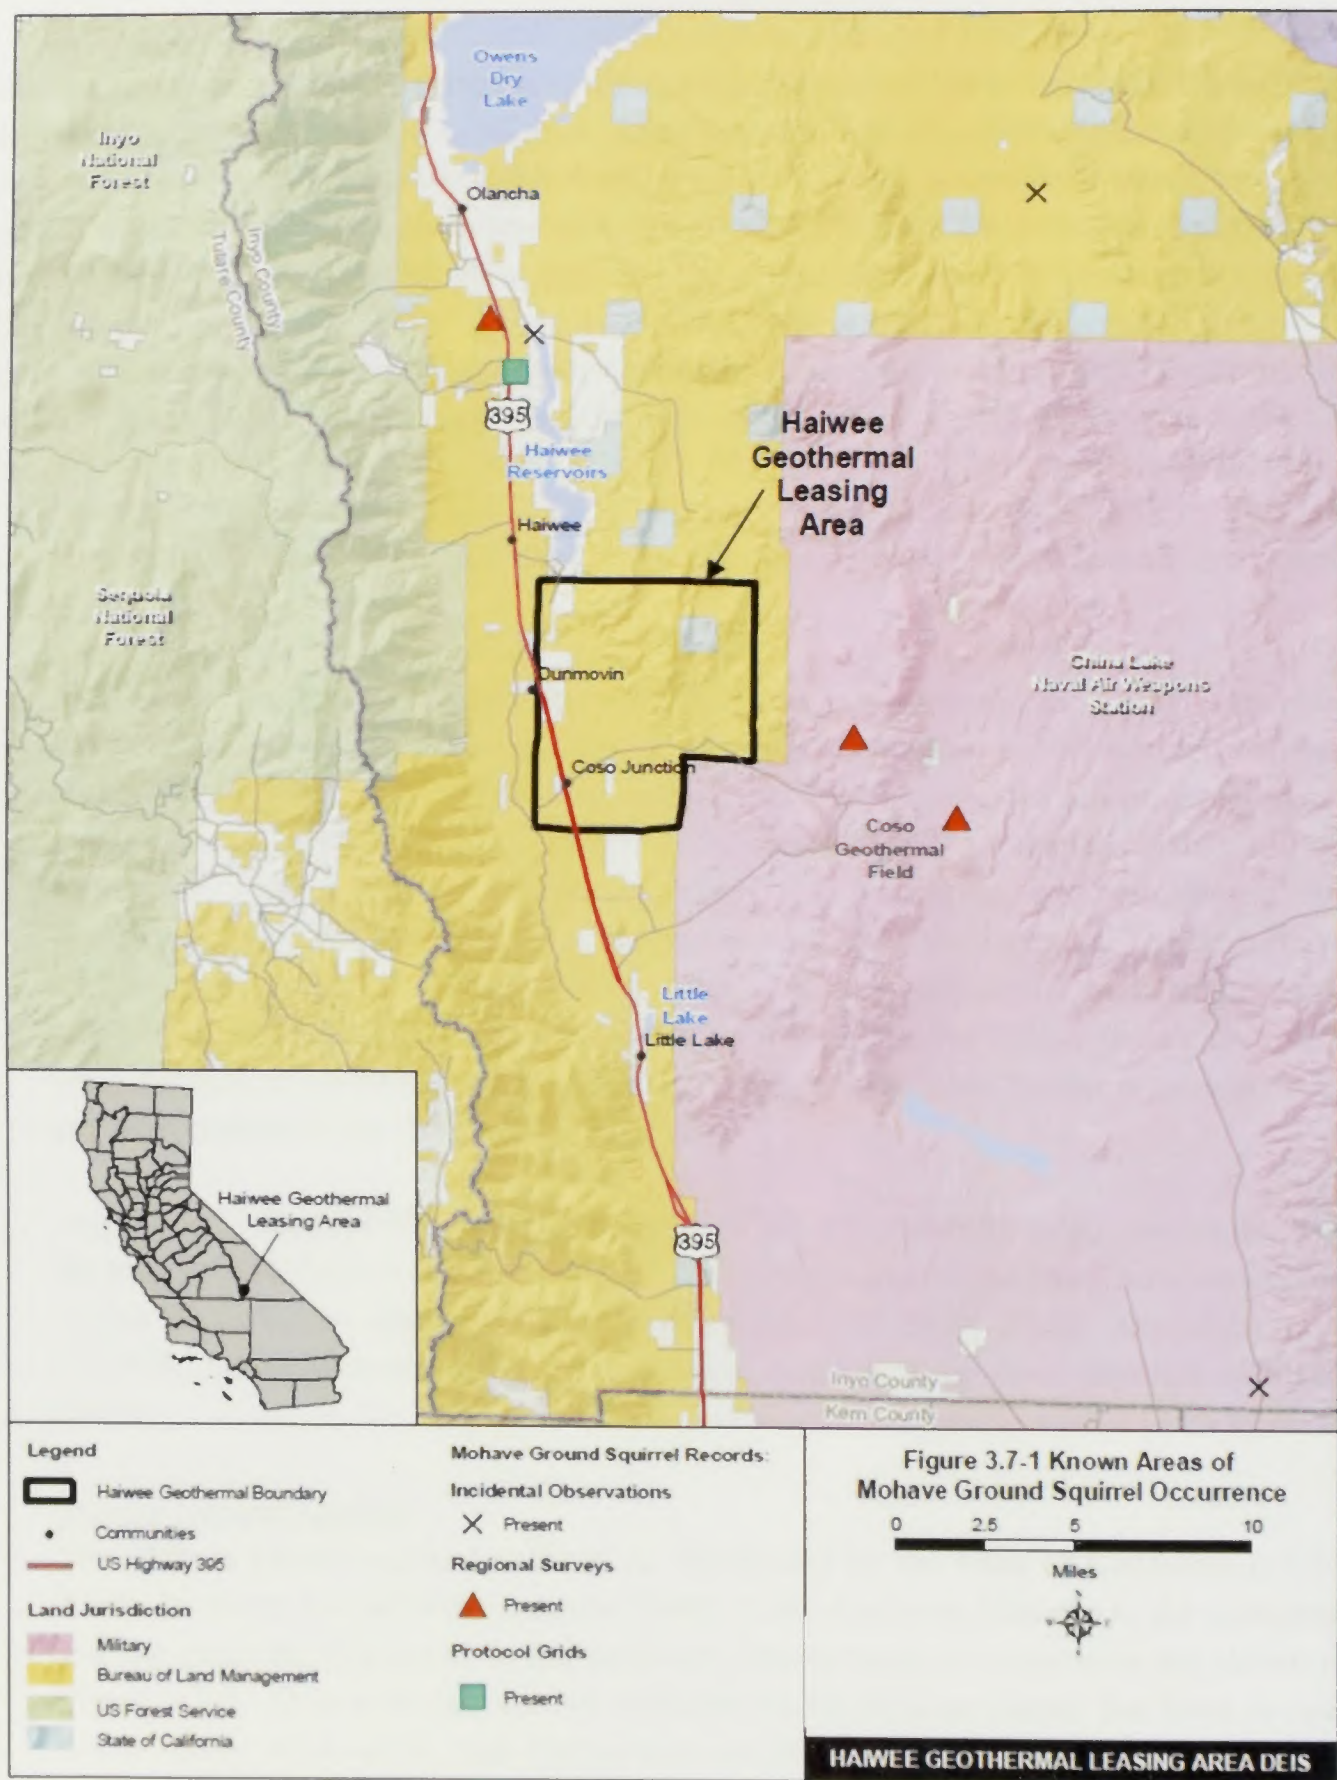 Owens
Dry
Lake
Inyo
National
Forest
Olancha
Inyo County
Tulare County
395
Haiwee
Geothermal
Leasing
Area
Haiwee
Reservoirs
Haiwee
Sequoia
National
Forest
Dunmovin
China Lake
Naval Air Weapons
Station
Coso Junction
Coso
Geothermal
Field
Little
Lake
Little Lake
Haiwee Geothermal
Leasing Area
395
Inyo County
Kern County
Legend
Haiwee Geothermal Boundary
Communities
US Highway 395
Land Jurisdiction
Military
Bureau of Land Management
US Forest Service
State of California
Mohave Ground Squirrel Records:
Incidental Observations
Present
Regional Surveys
Present
Protocol Grids
Present
Figure 3.7-1 Known Areas of
Mohave Ground Squirrel Occurrence
0 2.5 5 10
Miles
HAIWEE GEOTHERMAL LEASING AREA DEIS